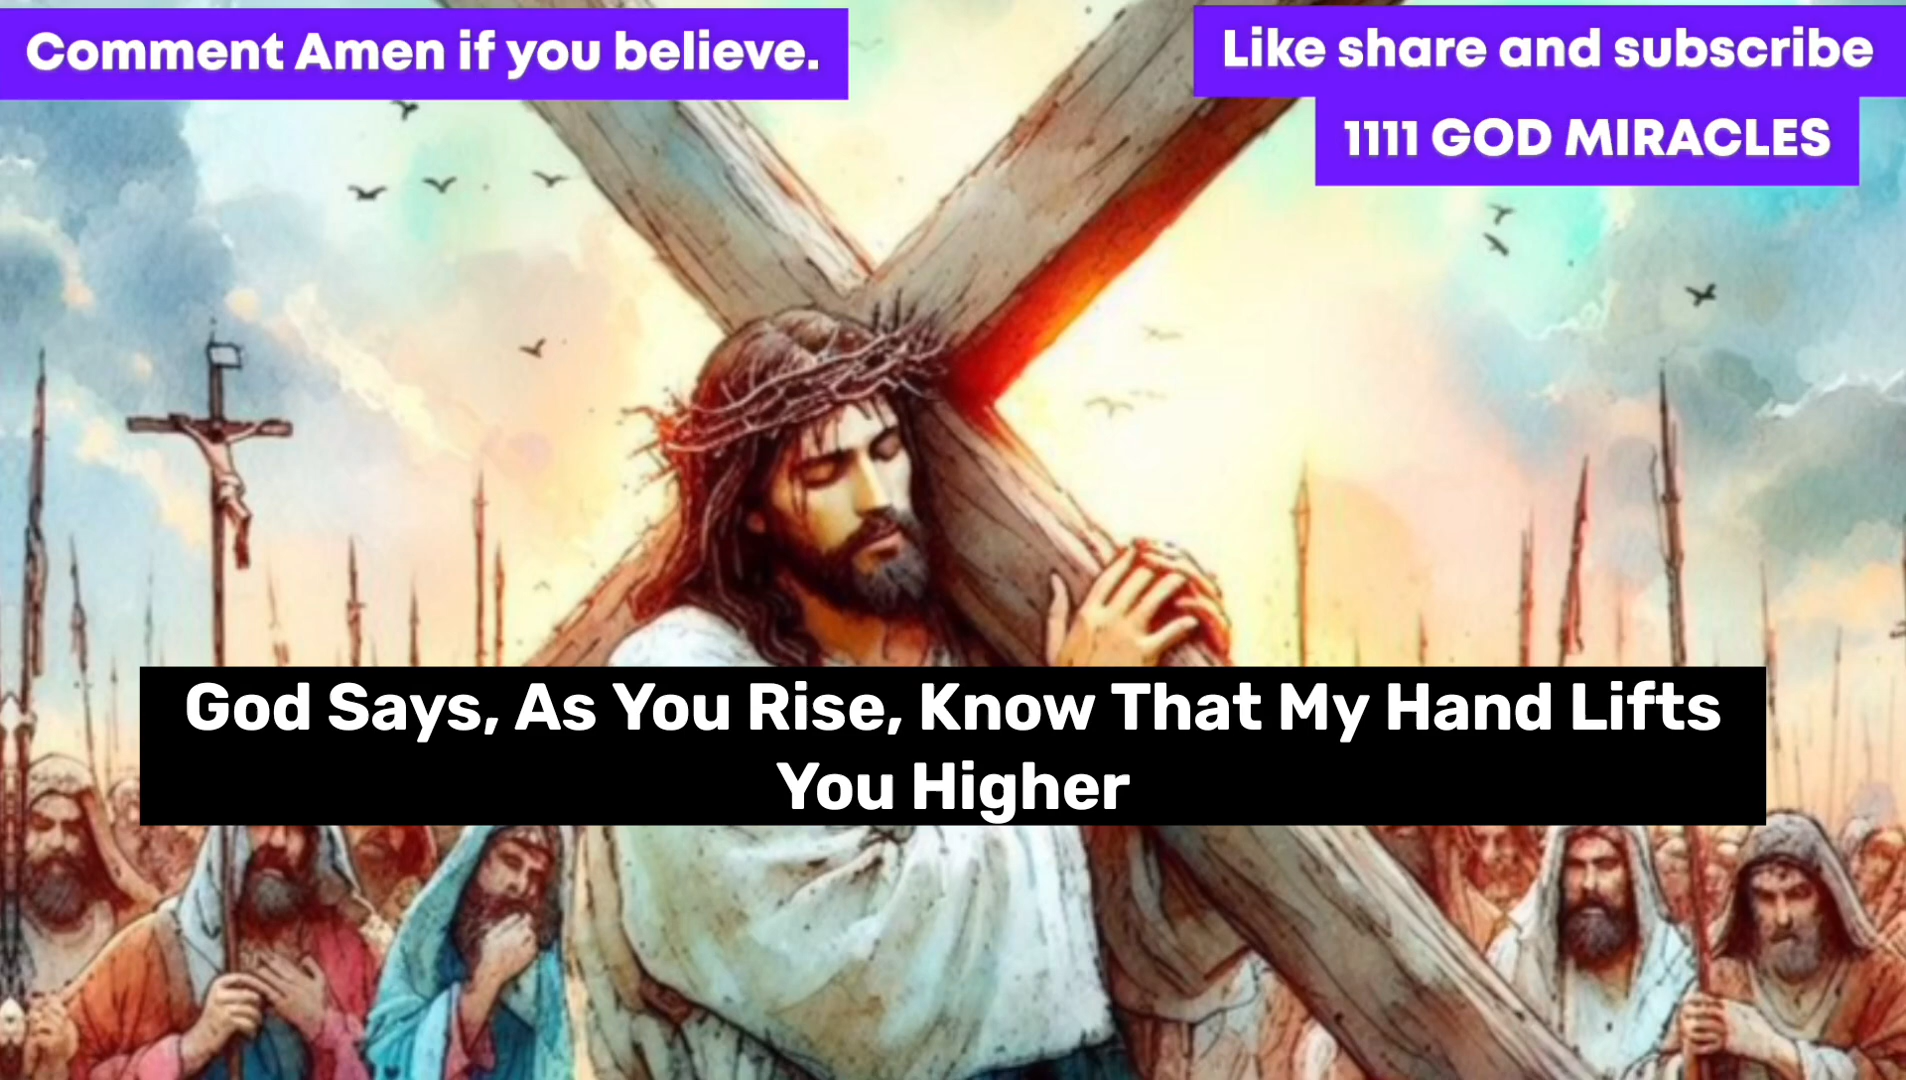 Comment Amen if you believe.
Like share and subscribe
1111 GOD MIRACLES
God Says, As You Rise, Know That My Hand Lifts
You Higher